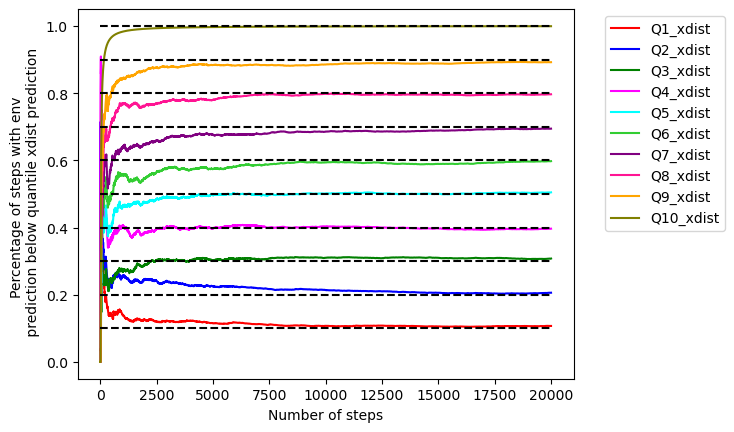 Percentage of steps with env
prediction below quantile xdist prediction
1.0
0.8
0.6
0.4
0.2
0.0
0 2500 5000 7500 10000 12500 15000 17500 20000
Number of steps
Q1_xdist
Q2_xdist
Q3_xdist
Q4_xdist
Q5_xdist
Q6_xdist
Q7_xdist
Q8_xdist
Q9_xdist
Q10_xdist